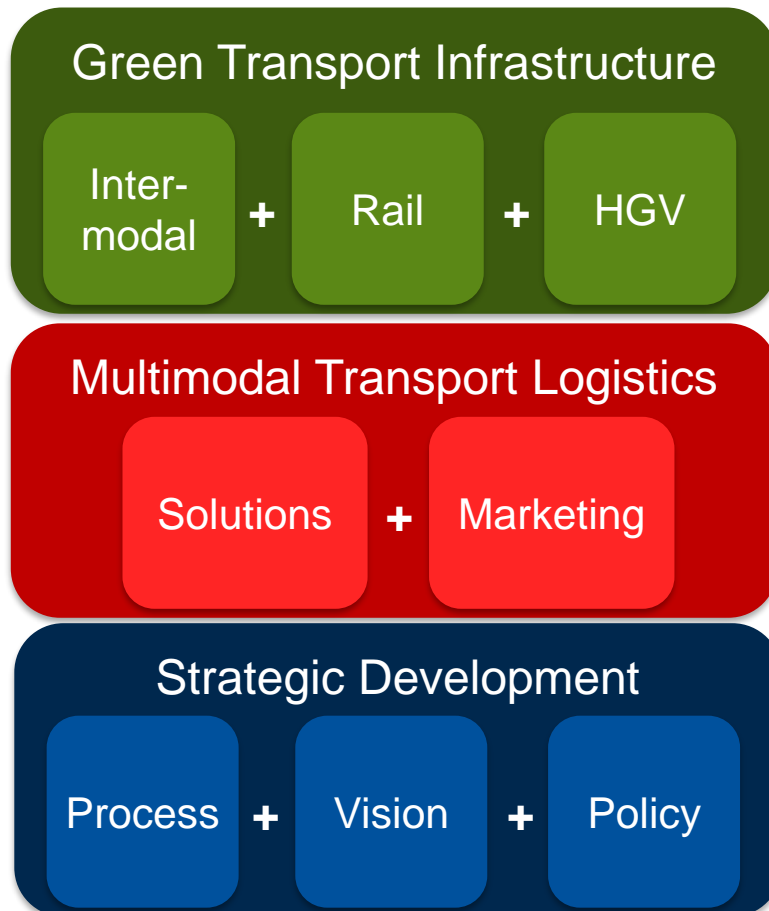 Green Transport Infrastructure
Inter-
modal
+
Rail
+
HGV
Multimodal Transport Logistics
Solutions
+
Marketing
Strategic Development
Process
+
Vision
+
Policy